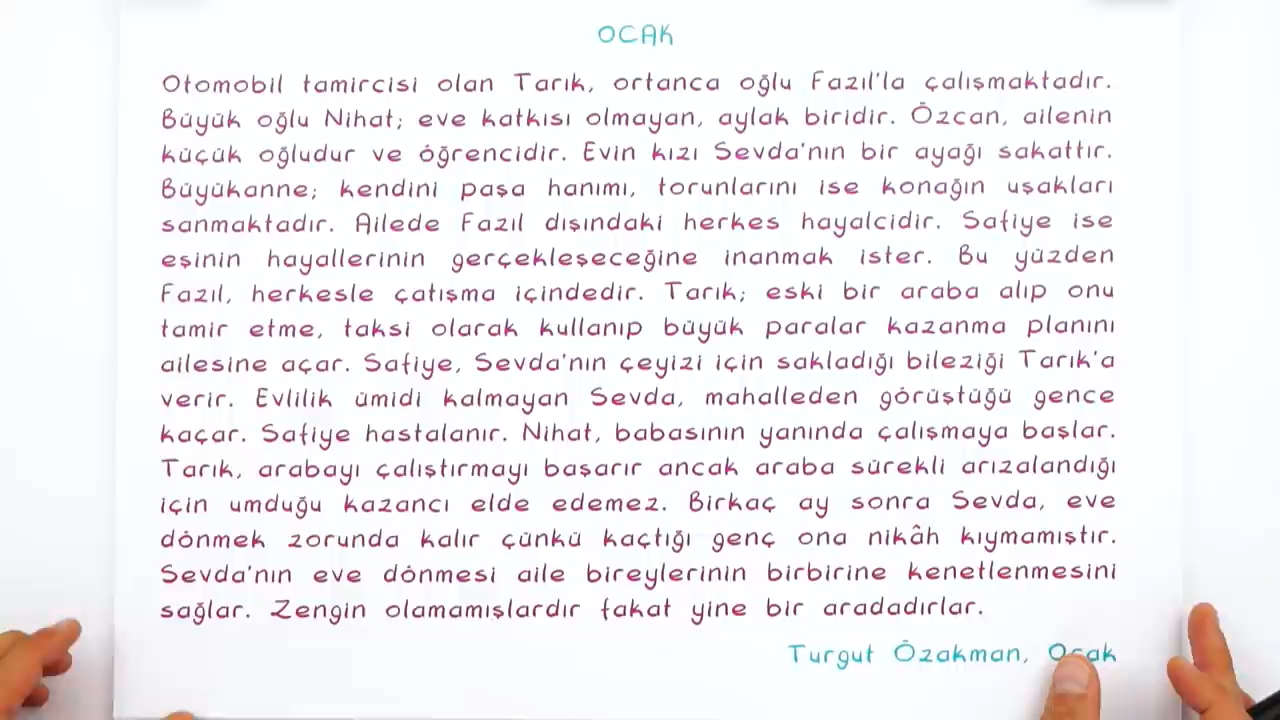 OCAK
Otomobil tamircisi olan Tarık, ortanca oğlu Fazıl'la çalışmaktadır.
Büyük oğlu Nihat; eve katkısı olmayan, aylak biridir. Özcan, ailenin
küçük oğludur ve öğrencidir. Evin kızı Sevda'nın bir ayağı sakattır.
Büyükanne; kendini paşa hanımı, torunlarını ise konağın uşakları
sanmaktadır. Ailede Fazıl dışındaki herkes hayalcidir. Safiye ise
eşinin hayallerinin gerçekleşeceğine inanmak ister. Bu yüzden
Fazıl, herkesle çatışma içindedir. Tarık; eski bir araba alıp onu
tamir etme, taksi olarak kullanıp büyük paralar kazanma planını
ailesine açar. Safiye, Sevda'nın çeyizi için sakladığı bileziği Tarık'a
verir. Evlilik ümidi kalmayan Sevda, mahalleden görüştüğü gence
kaçar. Safiye hastalanır. Nihat, babasının yanında çalışmaya başlar.
Tarık, arabayı çalıştırmayı başarır ancak araba sürekli arızalandığı
için umduğu kazancı elde edemez. Birkaç ay sonra Sevda, eve
dönmek zorunda kalır çünkü kaçtığı genç ona nikâh kıymamıştır.
Sevda'nın eve dönmesi aile bireylerinin birbirine kenetlenmesini
sağlar. Zengin olamamışlardır fakat yine bir aradadırlar.
Turgut Özakman, Ocak